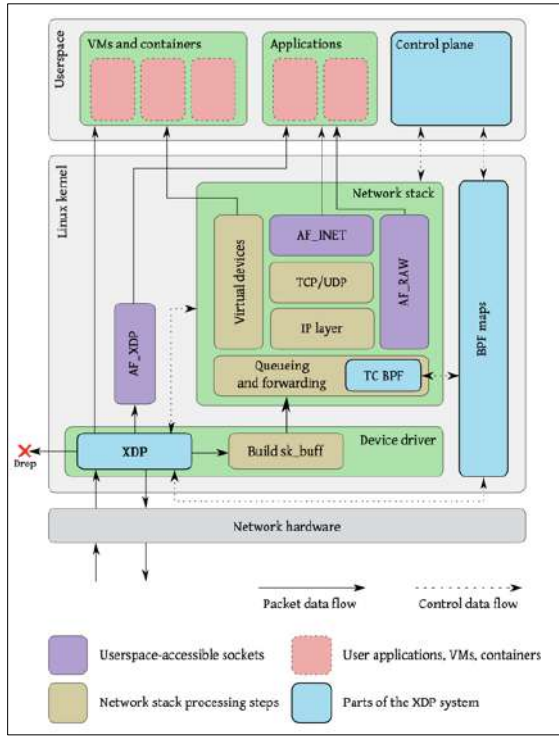 Userspace
VMs and containers
Applications
Control plane
Linux kernel
Network stack
Virtual devices
AF_INET
TCP/UDP
IP layer
AF_RAW
BPF maps
AF_XDP
Queueing
and forwarding
TC BPF
Device driver
XDP
Build sk_buff
Drop
Network hardware
Packet data flow
Control data flow
Userspace-accessible sockets
User applications, VMs, containers
Network stack processing steps
Parts of the XDP system